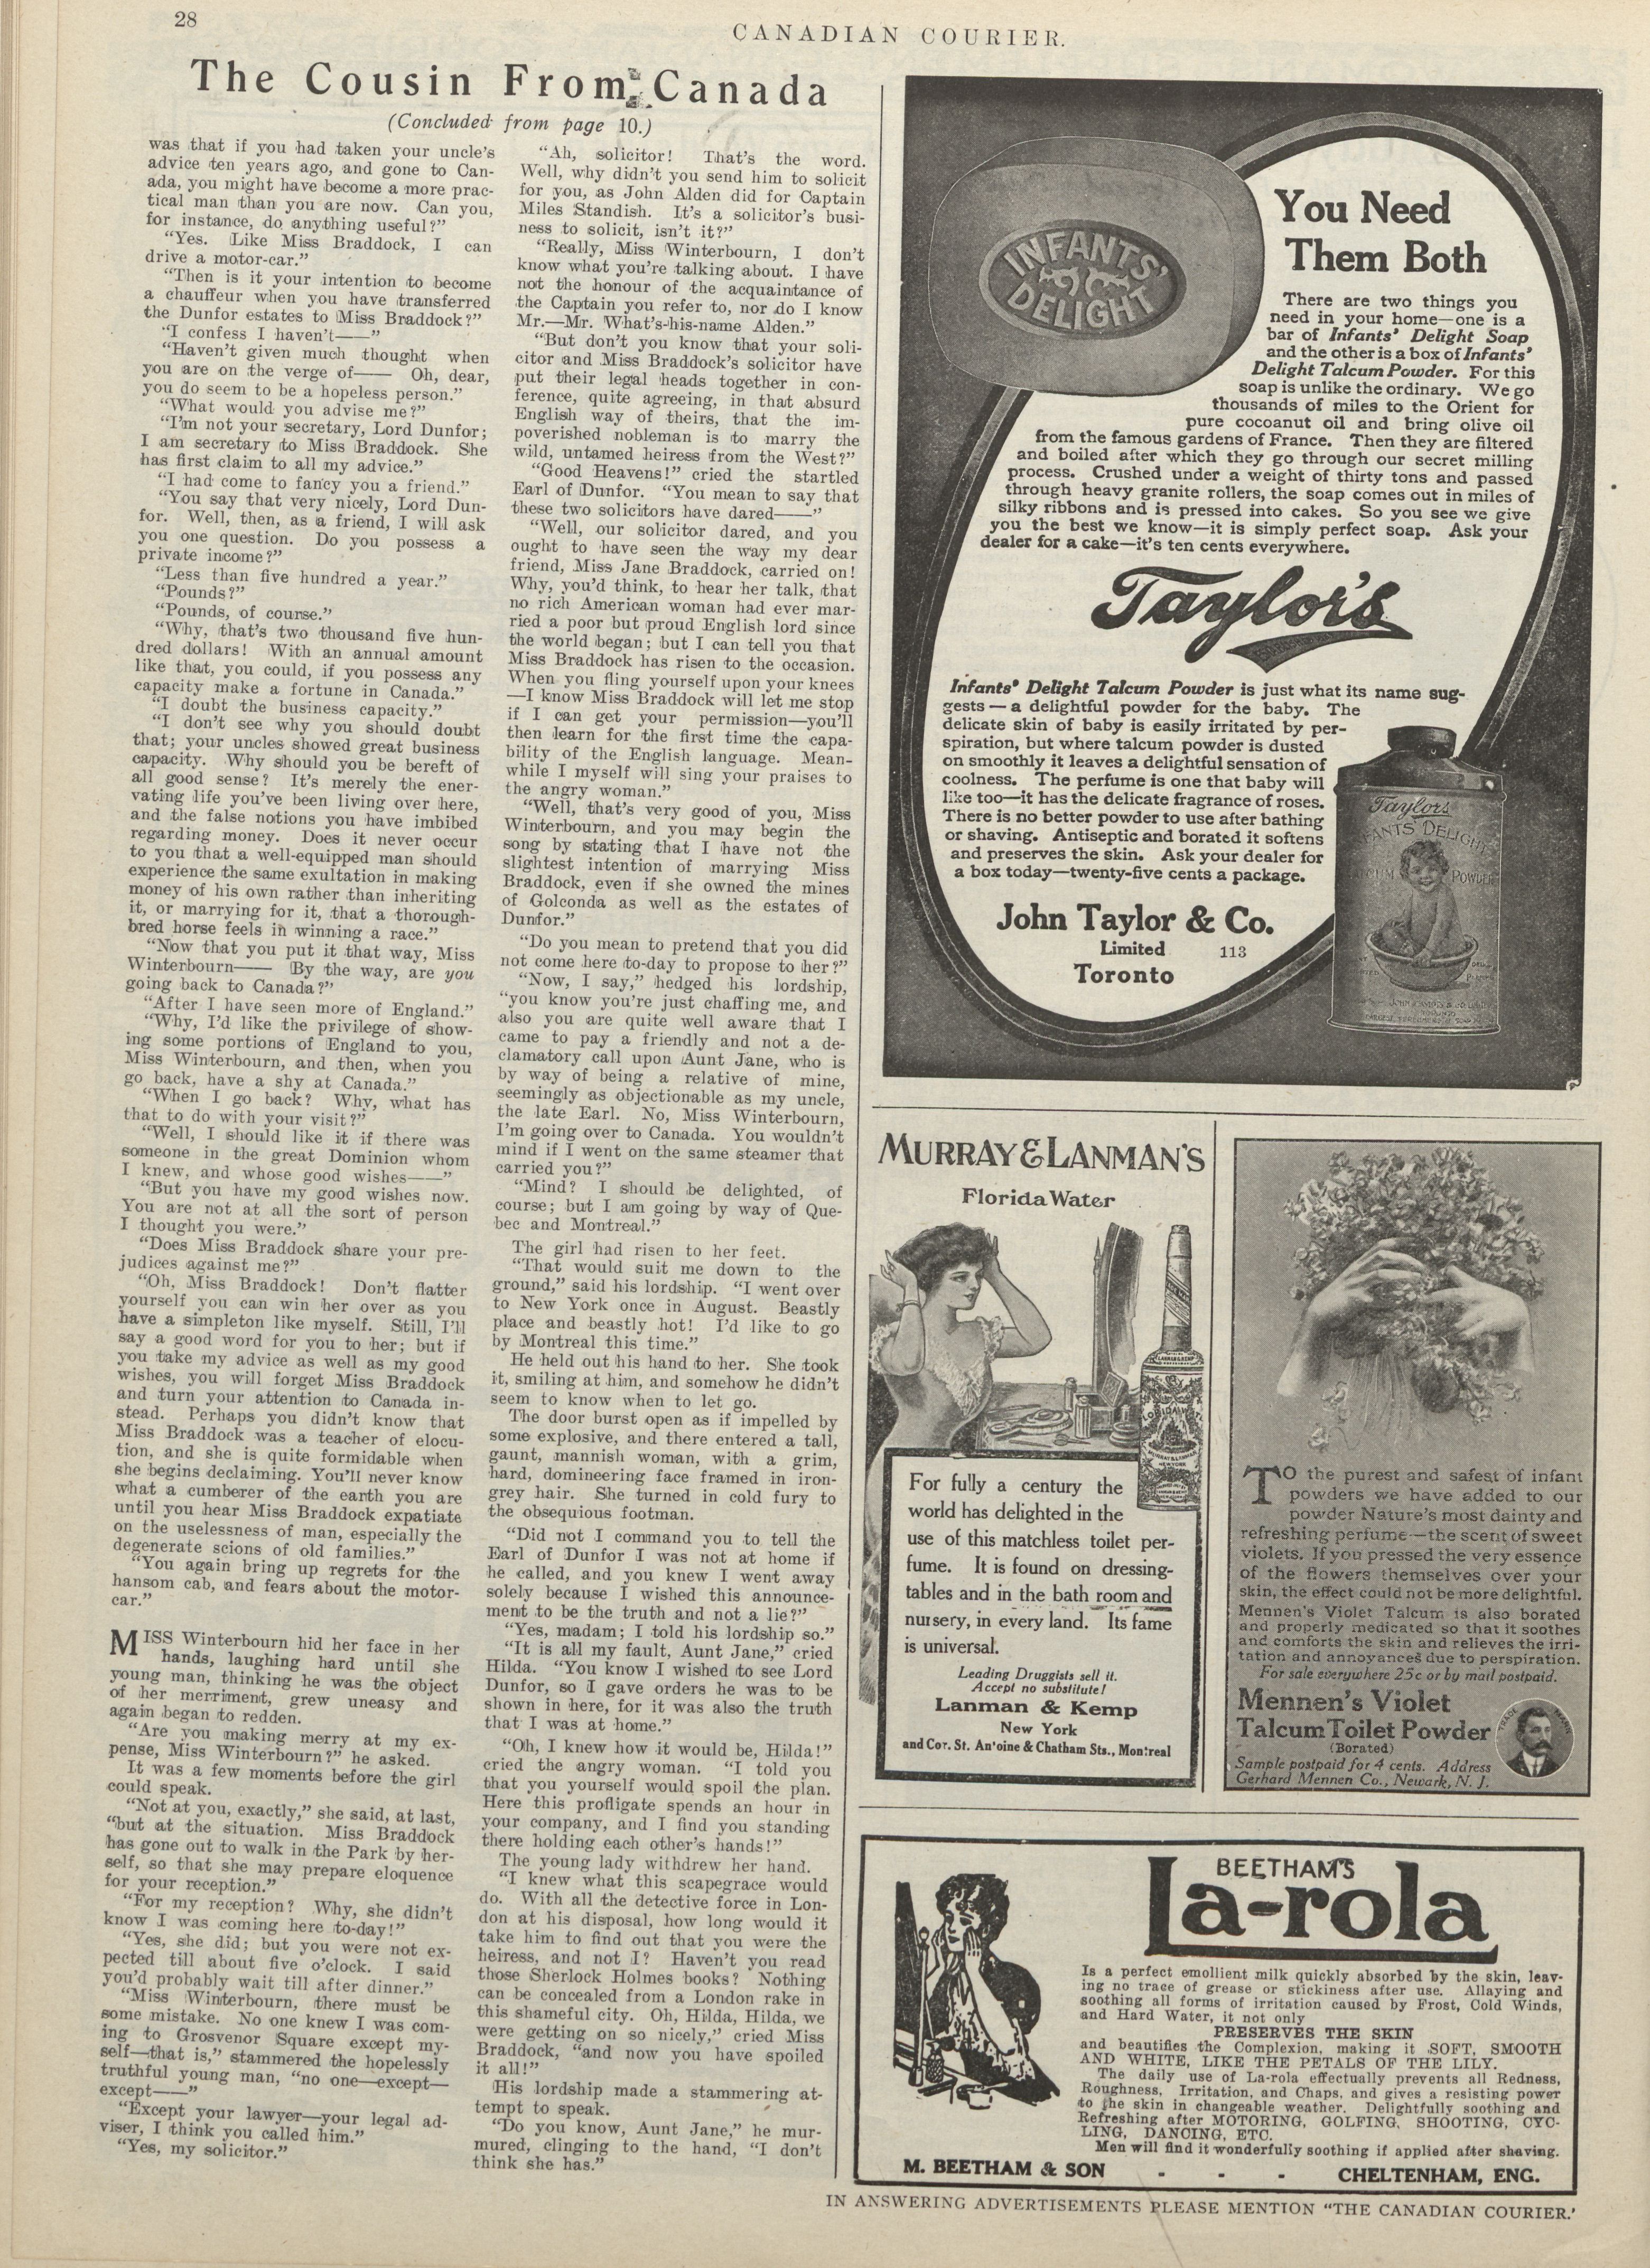 28
CANADIAN COURIER.
The Cousin From Canada
(Concluded from page 10.)
was that if you had taken your uncle's
advice ten years ago, and gone to Can-
ada, you might have become a more prac-
tical man than you are now. Can you,
for instance, do anything useful?"
"Yes. Like Miss Braddock, I can
drive a motor-car."
"Then is it your intention to become
a chauffeur when you have transferred
the Dunfor estates to Miss Braddock?"
"I confess I haven't——"
"Haven't given much thought when
you are on the verge of—— Oh, dear,
you do seem to be a hopeless person."
"What would you advise me?"
"I'm not your secretary, Lord Dunfor;
I am secretary to Miss Braddock. She
has first claim to all my advice."
"I had come to fancy you a friend."
"You say that very nicely, Lord Dun-
for. Well, then, as a friend, I will ask
you one question. Do you possess a
private income?"
"Less than five hundred a year."
"Pounds?"
"Pounds, of course."
"Why, that's two thousand five hun-
dred dollars! With an annual amount
like that, you could, if you possess any
capacity make a fortune in Canada."
"I doubt the business capacity."
"I don't see why you should doubt
that; your uncles showed great business
capacity. Why should you be bereft of
all good sense? It's merely the ener-
vating life you've been living over here,
and the false notions you have imbibed
regarding money. Does it never occur
to you that a well-equipped man should
experience the same exultation in making
money of his own rather than inheriting
it, or marrying for it, that a thorough-
bred horse feels in winning a race."
"Now that you put it that way, Miss
Winterbourn—— By the way, are you
going back to Canada?"
"After I have seen more of England."
"Why, I'd like the privilege of show-
ing some portions of England to you,
Miss Winterbourn, and then, when you
go back, have a shy at Canada."
"When I go back? Why, what has
that to do with your visit?"
"Well, I should like it if there was
someone in the great Dominion whom
I knew, and whose good wishes——"
"But you have my good wishes now.
You are not at all the sort of person
I thought you were."
"Does Miss Braddock share your pre-
judices against me?"
"Oh, Miss Braddock! Don't flatter
yourself you can win her over as you
have a simpleton like myself. Still, I'll
say a good word for you to her; but if
you take my advice as well as my good
wishes, you will forget Miss Braddock
and turn your attention to Canada in-
stead. Perhaps you didn't know that
Miss Braddock was a teacher of elocu-
tion, and she is quite formidable when
she begins declaiming. You'll never know
what a cumberer of the earth you are
until you hear Miss Braddock expatiate
on the uselessness of man, especially the
degenerate scions of old families."
"You again bring up regrets for the
hansom cab, and fears about the motor-
car."
MISS Winterbourn hid her face in her
hands, laughing hard until she
young man, thinking he was the object
of her merriment, grew uneasy and
again began to redden.
"Are you making merry at my ex-
pense, Miss Winterbourn?" he asked.
It was a few moments before the girl
could speak.
"Not at you, exactly," she said, at last,
"but at the situation. Miss Braddock
has gone out to walk in the Park by her-
self, so that she may prepare eloquence
for your reception."
"For my reception? Why, she didn't
know I was coming here to-day!"
"Yes, she did; but you were not ex-
pected till about five o'clock. I said
you'd probably wait till after dinner."
"Miss Winterbourn, there must be
some mistake. No one knew I was com-
ing to Grosvenor Square except my-
self—that is," stammered the hopelessly
truthful young man, "no one—except—
except——"
"Except your lawyer—your legal ad-
viser, I think you called him."
"Yes, my solicitor."
"Ah, solicitor! That's the word.
Well, why didn't you send him to solicit
for you, as John Alden did for Captain
Miles Standish. It's a solicitor's busi-
ness to solicit, isn't it?"
"Really, Miss Winterbourn, I don't
know what you're talking about. I have
not the honour of the acquaintance of
the Captain you refer to, nor do I know
Mr.—Mr. What's-his-name Alden."
"But don't you know that your soli-
citor and Miss Braddock's solicitor have
put their legal heads together in con-
ference, quite agreeing, in that absurd
English way of theirs, that the im-
poverished nobleman is to marry the
wild, untamed heiress from the West?"
"Good Heavens!" cried the startled
Earl of Dunfor. "You mean to say that
these two solicitors have dared——"
"Well, our solicitor dared, and you
ought to have seen the way my dear
friend, Miss Jane Braddock, carried on!
Why, you'd think, to hear her talk, that
no rich American woman had ever mar-
ried a poor but proud English lord since
the world began; but I can tell you that
Miss Braddock has risen to the occasion.
When you fling yourself upon your knees
—I know Miss Braddock will let me stop
if I can get your permission—you'll
then learn for the first time the capa-
bility of the English language. Mean-
while I myself will sing your praises to
the angry woman."
"Well, that's very good of you, Miss
Winterbourn, and you may begin the
song by stating that I have not the
slightest intention of marrying Miss
Braddock, even if she owned the mines
of Golconda as well as the estates of
Dunfor."
"Do you mean to pretend that you did
not come here to-day to propose to her?"
"Now, I say," hedged his lordship,
"you know you're just chaffing me, and
also you are quite well aware that I
came to pay a friendly and not a de-
clamatory call upon Aunt Jane, who is
by way of being a relative of mine,
seemingly as objectionable as my uncle,
the late Earl. No, Miss Winterbourn,
I'm going over to Canada. You wouldn't
mind if I went on the same steamer that
carried you?"
"Mind? I should be delighted, of
course; but I am going by way of Que-
bec and Montreal."
The girl had risen to her feet.
"That would suit me down to the
ground," said his lordship. "I went over
to New York once in August. Beastly
place and beastly hot! I'd like to go
by Montreal this time."
He held out his hand to her. She took
it, smiling at him, and somehow he didn't
seem to know when to let go.
The door burst open as if impelled by
some explosive, and there entered a tall,
gaunt, mannish woman, with a grim,
hard, domineering face framed in iron-
grey hair. She turned in cold fury to
the obsequious footman.
"Did not I command you to tell the
Earl of Dunfor I was not at home if
he called, and you knew I went away
solely because I wished this announce-
ment to be the truth and not a lie?"
"Yes, madam; I told his lordship so."
"It is all my fault, Aunt Jane," cried
Hilda. "You know I wished to see Lord
Dunfor, so I gave orders he was to be
shown in here, for it was also the truth
that I was at home."
"Oh, I knew how it would be, Hilda!"
cried the angry woman. "I told you
that you yourself would spoil the plan.
Here this profligate spends an hour in
your company, and I find you standing
there holding each other's hands!"
The young lady withdrew her hand.
"I knew what this scapegrace would
do. With all the detective force in Lon-
don at his disposal, how long would it
take him to find out that you were the
heiress, and not I? Haven't you read
those Sherlock Holmes books? Nothing
can be concealed from a London rake in
this shameful city. Oh, Hilda, Hilda, we
were getting on so nicely," cried Miss
Braddock, "and now you have spoiled
it all!"
His lordship made a stammering at-
tempt to speak.
"Do you know, Aunt Jane," he mur-
mured, clinging to the hand, "I don't
think she has."
INFANTS'
DELIGHT
You Need
Them Both
There are two things you
need in your home—one is a
bar of Infants' Delight Soap
and the other is a box of Infants'
Delight Talcum Powder. For this
soap is unlike the ordinary. We go
thousands of miles to the Orient for
pure cocoanut oil and bring olive oil
from the famous gardens of France. Then they are filtered
and boiled after which they go through our secret milling
process. Crushed under a weight of thirty tons and passed
through heavy granite rollers, the soap comes out in miles of
silky ribbons and is pressed into cakes. So you see we give
you the best we know—it is simply perfect soap. Ask your
dealer for a cake—it's ten cents everywhere.
Taylor's
Infants' Delight Talcum Powder is just what its name sug-
gests—a delightful powder for the baby. The
delicate skin of baby is easily irritated by per-
spiration, but where talcum powder is dusted
on smoothly it leaves a delightful sensation of
coolness. The perfume is one that baby will
like too—it has the delicate fragrance of roses.
There is no better powder to use after bathing
or shaving. Antiseptic and borated it softens
and preserves the skin. Ask your dealer for
a box today—twenty-five cents a package.
John Taylor & Co.
Limited 113
Toronto
Taylor's
INFANTS' DELIGHT
POWDER
MURRAY & LANMAN'S
Florida Water
For fully a century the
world has delighted in the
use of this matchless toilet per-
fume. It is found on dressing-
tables and in the bath room and
nursery, in every land. Its fame
is universal.
Leading Druggists sell it.
Accept no substitute!
Lanman & Kemp
New York
and Cor. St. Antoine & Chatham Sts., Montreal
TO the purest and safest of infant
powders we have added to our
powder Nature's most dainty and
refreshing perfume—the scent of sweet
violets. If you pressed the very essence
of the flowers themselves over your
skin, the effect could not be more delightful.
Mennen's Violet Talcum is also borated
and properly medicated so that it soothes
and comforts the skin and relieves the irri-
tation and annoyances due to perspiration.
For sale everywhere 25c or by mail postpaid.
Mennen's Violet
Talcum Toilet Powder
(Borated)
Sample postpaid for 4 cents. Address
Gerhard Mennen Co., Newark, N. J.
TRADE MARK
BEETHAM'S
La-rola
Is a perfect emollient milk quickly absorbed by the skin, leav-
ing no trace of grease or stickiness after use. Allaying and
soothing all forms of irritation caused by Frost, Cold Winds,
and Hard Water, it not only
PRESERVES THE SKIN
and beautifies the Complexion, making it SOFT, SMOOTH
AND WHITE, LIKE THE PETALS OF THE LILY.
The daily use of La-rola effectually prevents all Redness,
Roughness, Irritation, and Chaps, and gives a resisting power
to the skin in changeable weather. Delightfully soothing and
Refreshing after MOTORING, GOLFING, SHOOTING, CYC-
LING, DANCING, ETC.
Men will find it wonderfully soothing if applied after shaving.
M. BEETHAM & SON - - - CHELTENHAM, ENG.
IN ANSWERING ADVERTISEMENTS PLEASE MENTION "THE CANADIAN COURIER."